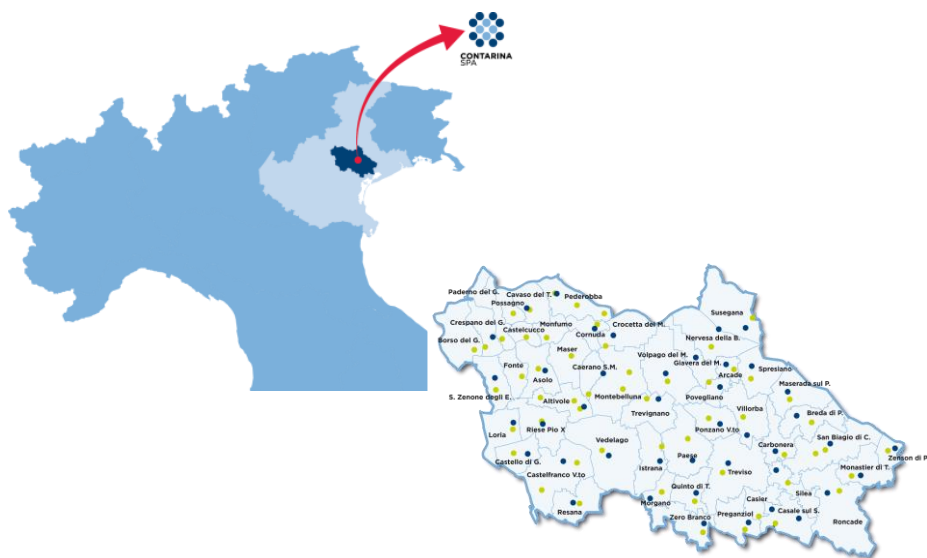 CONTARINA
SPA
Paderno del G.
Cavaso del T.
Possagno
Pederobba
Susegana
Crespano del G.
Monfumo
Crocetta del M.
Castelcucco
Cornuda
Nervesa della B.
Borso del G.
Maser
Volpago del M.
Fonte
Caerano S.M.
Giavera del M.
Spresiano
Asolo
Arcade
Maserada sul P.
S. Zenone degli E.
Altivole
Montebelluna
Povegliano
Trevignano
Villorba
Breda di P.
Loria
Riese Pio X
Ponzano V.to
Vedelago
Carbonera
San Biagio di C.
Castello di G.
Istrana
Paese
Treviso
Zenson di P.
Castelfranco V.to
Monastier di T.
Quinto di T.
Casier
Silea
Resana
Morgano
Zero Branco
Preganziol
Casale sul S.
Roncade